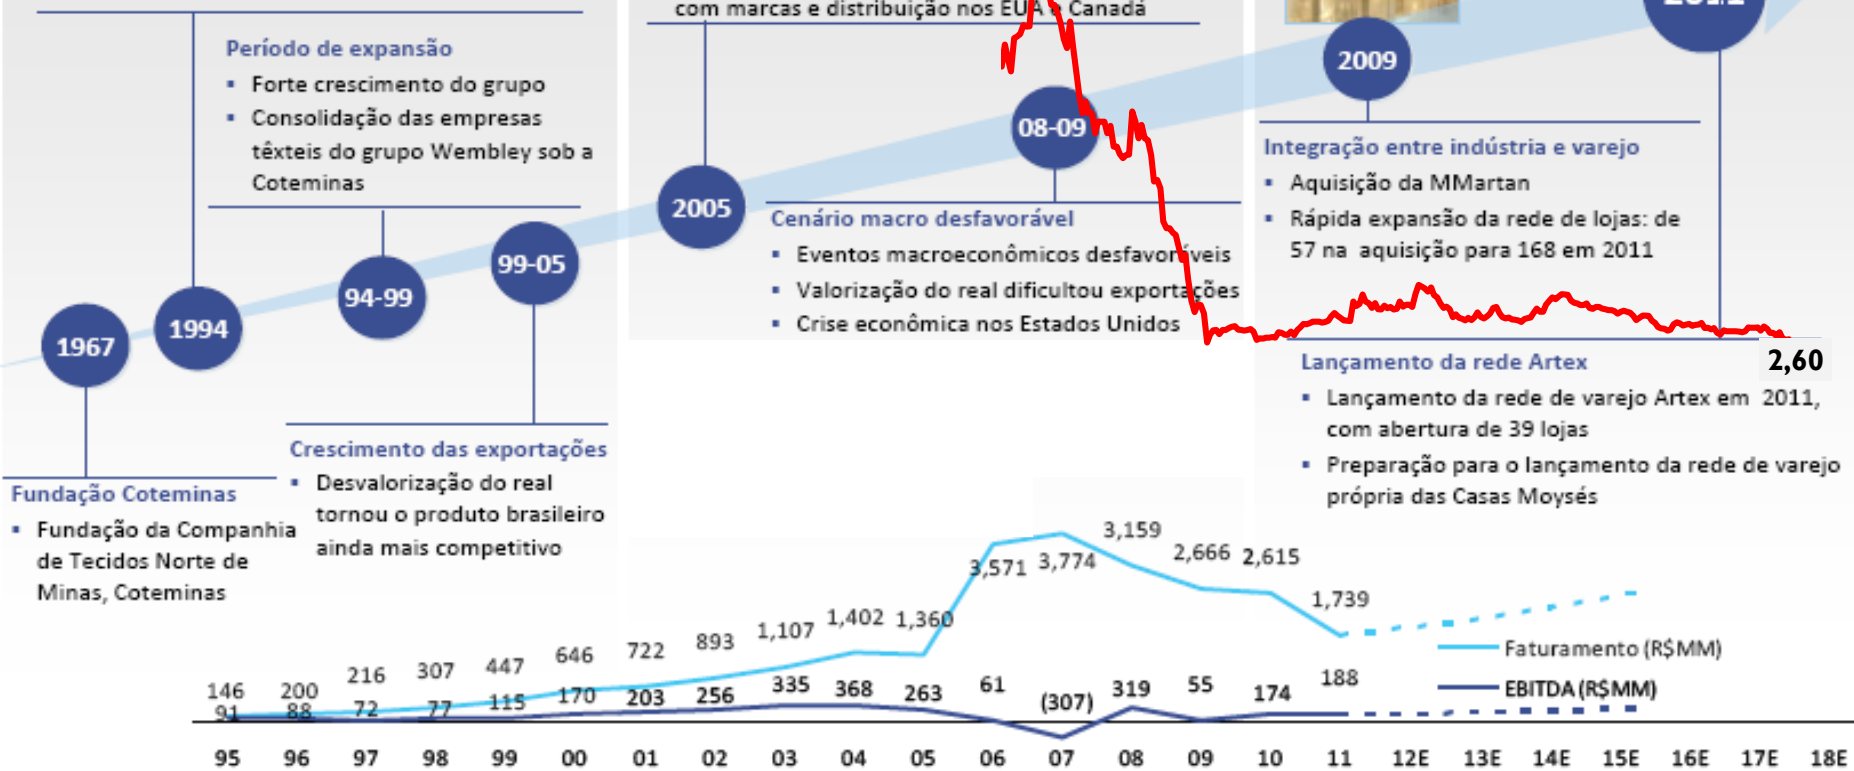 com marcas e distribuição nos EUA e Canadá
Período de expansão
▪ Forte crescimento do grupo
▪ Consolidação das empresas
têxteis do grupo Wembley sob a
Coteminas
1967
1994
94-99
99-05
2005
08-09
2009
2011
Fundação Coteminas
▪ Fundação da Companhia
de Tecidos Norte de
Minas, Coteminas
Crescimento das exportações
▪ Desvalorização do real
tornou o produto brasileiro
ainda mais competitivo
Cenário macro desfavorável
▪ Eventos macroeconômicos desfavoráveis
▪ Valorização do real dificultou exportações
▪ Crise econômica nos Estados Unidos
Integração entre indústria e varejo
▪ Aquisição da MMartan
▪ Rápida expansão da rede de lojas: de
57 na aquisição para 168 em 2011
2,60
Lançamento da rede Artex
▪ Lançamento da rede de varejo Artex em 2011,
com abertura de 39 lojas
▪ Preparação para o lançamento da rede de varejo
própria das Casas Moysés
146 200 216 307 447 646 722 893 1,107 1,402 1,360 3,571 3,774 3,159 2,666 2,615 1,739
91 88 72 77 115 170 203 256 335 368 263 61 (307) 319 55 174 188
Faturamento (R$MM)
EBITDA (R$MM)
95 96 97 98 99 00 01 02 03 04 05 06 07 08 09 10 11 12E 13E 14E 15E 16E 17E 18E